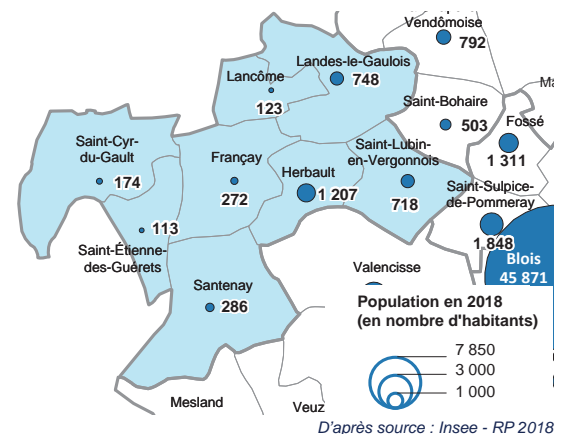 Vendômoise
792
Landes-le-Gaulois
748
Lancôme
123
Saint-Bohaire
503
Fossé
1 311
Saint-Cyr-
du-Gault
174
Françay
272
Herbault
1 207
Saint-Lubin-
en-Vergonnois
718
Saint-Sulpice-
de-Pommeray
1 848
113
Saint-Étienne-
des-Guérets
Blois
45 871
Valencisse
Santenay
286
Population en 2018
(en nombre d'habitants)
7 850
3 000
1 000
Mesland
Veuz
D'après source : Insee - RP 2018